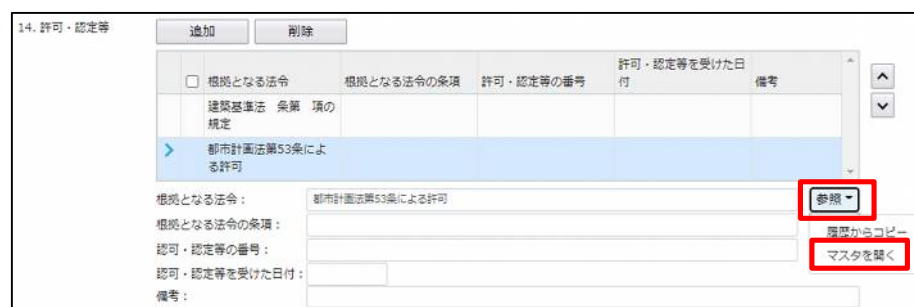 14. 許可・認定等
追加 削除
根拠となる法令 根拠となる法令の条項 許可・認定等の番号 許可・認定等を受けた日付 備考
建築基準法 条第 項の
規定
都市計画法第53条によ
る許可
根拠となる法令： 都市計画法第53条による許可 参照
根拠となる法令の条項： 履歴からコピー
認可・認定等の番号： マスタを開く
認可・認定等を受けた日付：
備考：